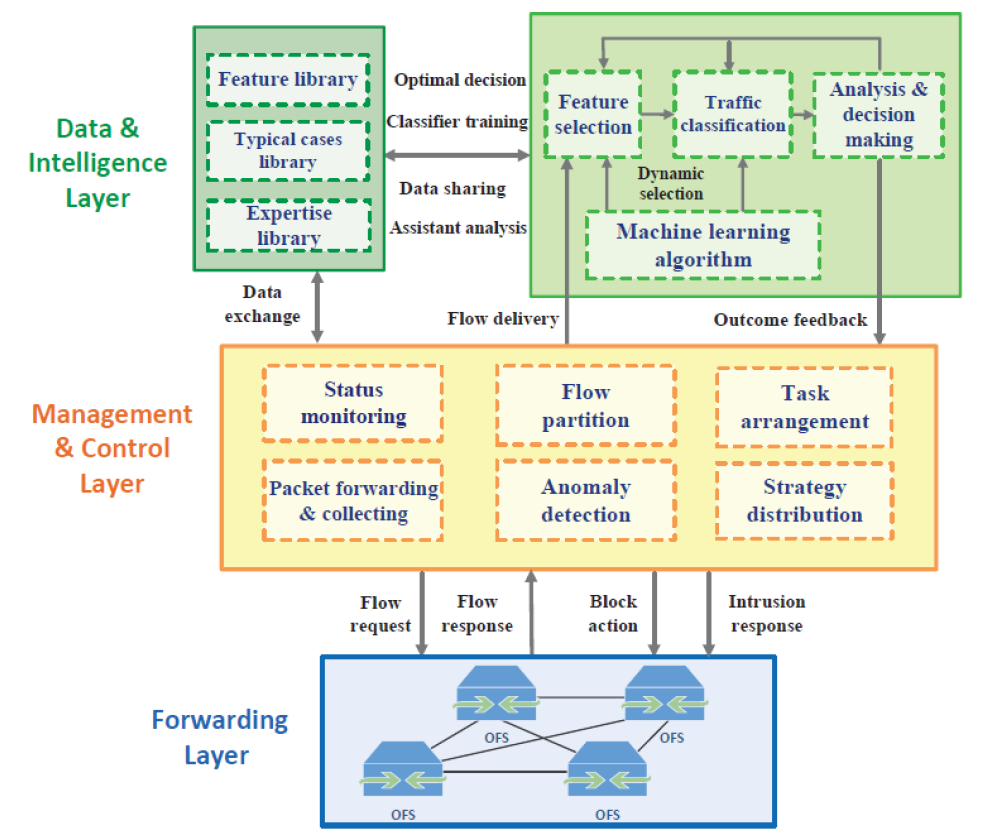 Data &
Intelligence
Layer
Feature library
Typical cases
library
Expertise
library
Optimal decision
Classifier training
Data sharing
Assistant analysis
Feature
selection
Traffic
classification
Analysis &
decision
making
Dynamic
selection
Machine learning
algorithm
Data
exchange
Flow delivery
Outcome feedback
Management
& Control
Layer
Status
monitoring
Flow
partition
Task
arrangement
Packet forwarding
& collecting
Anomaly
detection
Strategy
distribution
Flow
request
Flow
response
Block
action
Intrusion
response
Forwarding
Layer
OFS
OFS
OFS
OFS